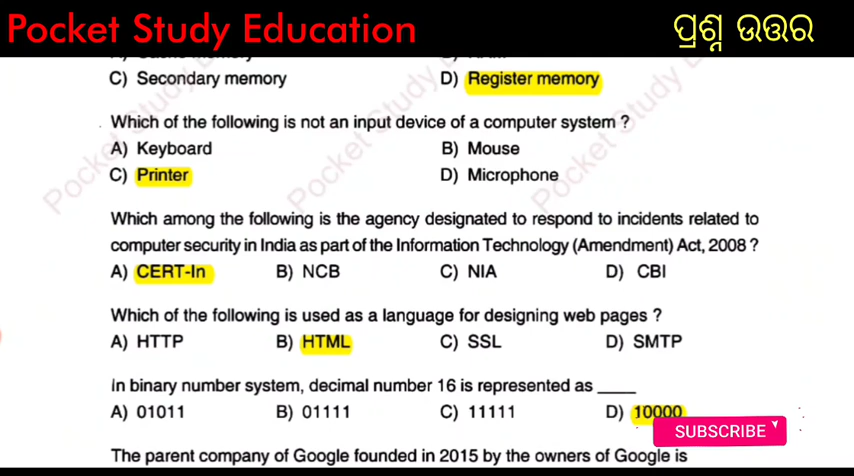 Pocket Study Education ପ୍ରଶ୍ନ ଉତ୍ତର
C) Secondary memory D) Register memory
Which of the following is not an input device of a computer system ?
A) Keyboard B) Mouse
C) Printer D) Microphone
Which among the following is the agency designated to respond to incidents related to
computer security in India as part of the Information Technology (Amendment) Act, 2008 ?
A) CERT-In B) NCB C) NIA D) CBI
Which of the following is used as a language for designing web pages ?
A) HTTP B) HTML C) SSL D) SMTP
In binary number system, decimal number 16 is represented as ____
A) 01011 B) 01111 C) 11111 D) 10000
SUBSCRIBE
The parent company of Google founded in 2015 by the owners of Google is